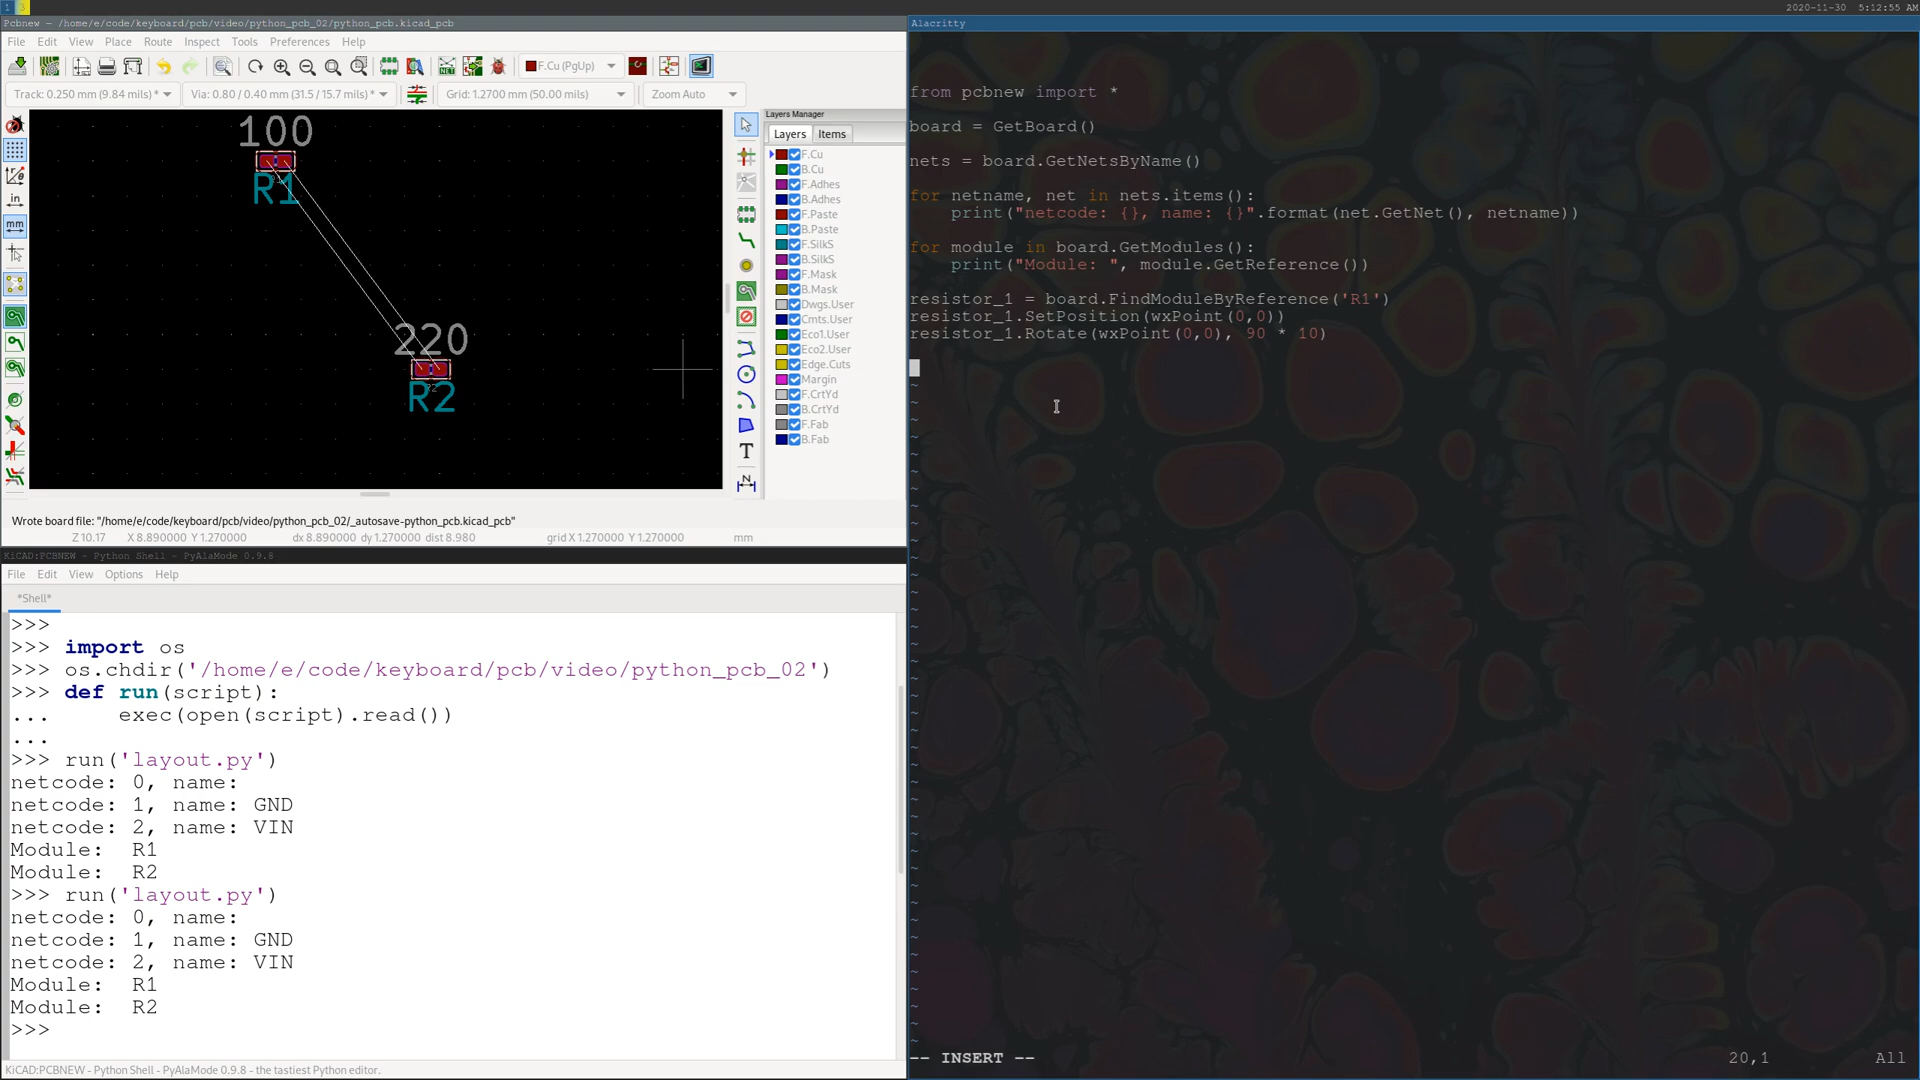 1 3
2020-11-30 5:12:55 AM
Pcbnew — /home/e/code/keyboard/pcb/video/python_pcb_02/python_pcb.kicad_pcb
File Edit View Place Route Inspect Tools Preferences Help
F.Cu (PgUp)
Track: 0.250 mm (9.84 mils) * Via: 0.80 / 0.40 mm (31.5 / 15.7 mils) * Grid: 1.2700 mm (50.00 mils) Zoom Auto
100
R1
220
R2
in
mm
T
N
Layers Manager
Layers Items
F.Cu
B.Cu
F.Adhes
B.Adhes
F.Paste
B.Paste
F.SilkS
B.SilkS
F.Mask
B.Mask
Dwgs.User
Cmts.User
Eco1.User
Eco2.User
Edge.Cuts
Margin
F.CrtYd
B.CrtYd
F.Fab
B.Fab
Wrote board file: "/home/e/code/keyboard/pcb/video/python_pcb_02/_autosave-python_pcb.kicad_pcb"
Z 10.17 X 8.890000 Y 1.270000 dx 8.890000 dy 1.270000 dist 8.980 grid X 1.270000 Y 1.270000 mm
KiCAD:PCBNEW - Python Shell - PyAlaMode 0.9.8
File Edit View Options Help
*Shell*
>>>
>>> import os
>>> os.chdir('/home/e/code/keyboard/pcb/video/python_pcb_02')
>>> def run(script):
...     exec(open(script).read())
...
>>> run('layout.py')
netcode: 0, name:
netcode: 1, name: GND
netcode: 2, name: VIN
Module:  R1
Module:  R2
>>> run('layout.py')
netcode: 0, name:
netcode: 1, name: GND
netcode: 2, name: VIN
Module:  R1
Module:  R2
>>>
KiCAD:PCBNEW - Python Shell - PyAlaMode 0.9.8 - the tastiest Python editor.
Alacritty
from pcbnew import *
board = GetBoard()
nets = board.GetNetsByName()
for netname, net in nets.items():
    print("netcode: {}, name: {}".format(net.GetNet(), netname))
for module in board.GetModules():
    print("Module: ", module.GetReference())
resistor_1 = board.FindModuleByReference('R1')
resistor_1.SetPosition(wxPoint(0,0))
resistor_1.Rotate(wxPoint(0,0), 90 * 10)
-- INSERT -- 20,1 All